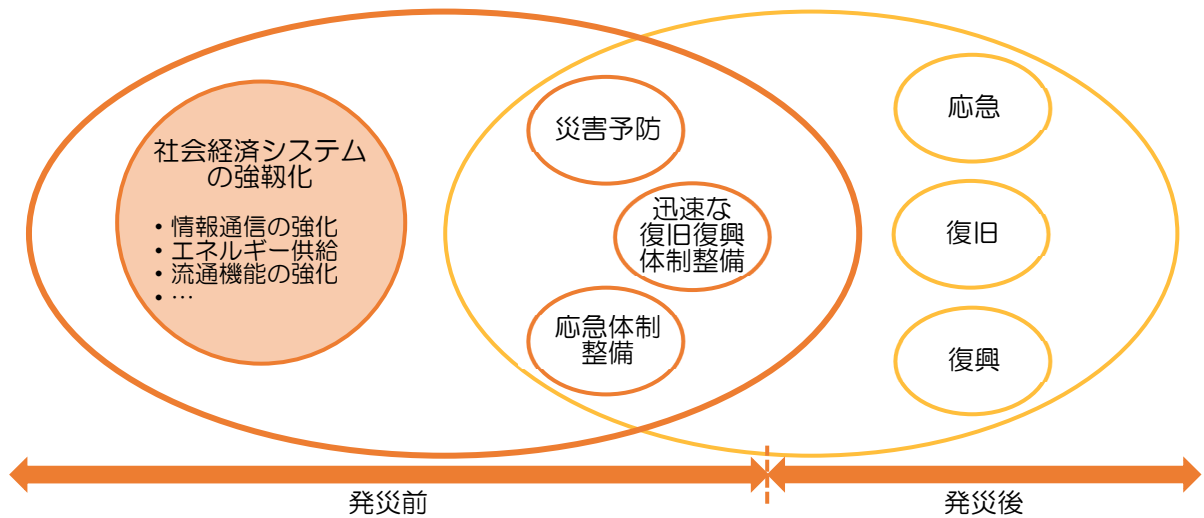 社会経済システム
の強靱化
・情報通信の強化
・エネルギー供給
・流通機能の強化
・…
災害予防
迅速な
復旧復興
体制整備
応急体制
整備
応急
復旧
復興
発災前
発災後